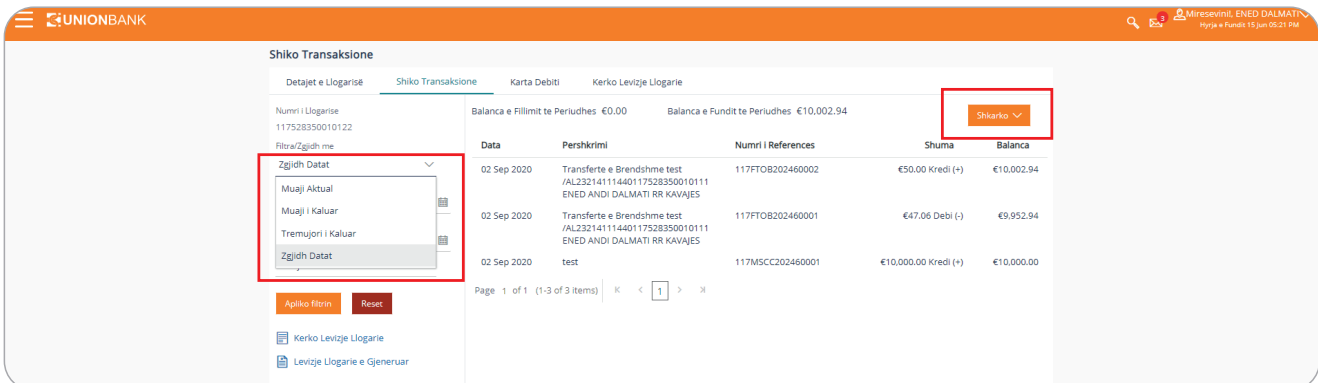 UNIONBANK
3
Miresevinil, ENED DALMATI
Hyrja e Fundit 15 Jun 05:21 PM
Shiko Transaksione
Detajet e Llogarisë Shiko Transaksione Karta Debiti Kerko Levizje Llogarie
Numri i Llogarise
117528350010122
Filtra/Zgjidh me
Zgjidh Datat
Muaji Aktual
Muaji i Kaluar
Tremujori i Kaluar
Zgjidh Datat
Apliko filtrin Reset
Kerko Levizje Llogarie
Levizje Llogarie e Gjeneruar
Balanca e Fillimit te Periudhes €0.00 Balanca e Fundit te Periudhes €10,002.94
Shkarko
Data Pershkrimi Numri i References Shuma Balanca
02 Sep 2020 Transferte e Brendshme test 117FTOB202460002 €50.00 Kredi (+) €10,002.94
/AL23214111440117528350010111
ENED ANDI DALMATI RR KAVAJES
02 Sep 2020 Transferte e Brendshme test 117FTOB202460001 €47.06 Debi (-) €9,952.94
/AL23214111440117528350010111
ENED ANDI DALMATI RR KAVAJES
02 Sep 2020 test 117MSCC202460001 €10,000.00 Kredi (+) €10,000.00
Page 1 of 1 (1-3 of 3 items) K < 1 > X